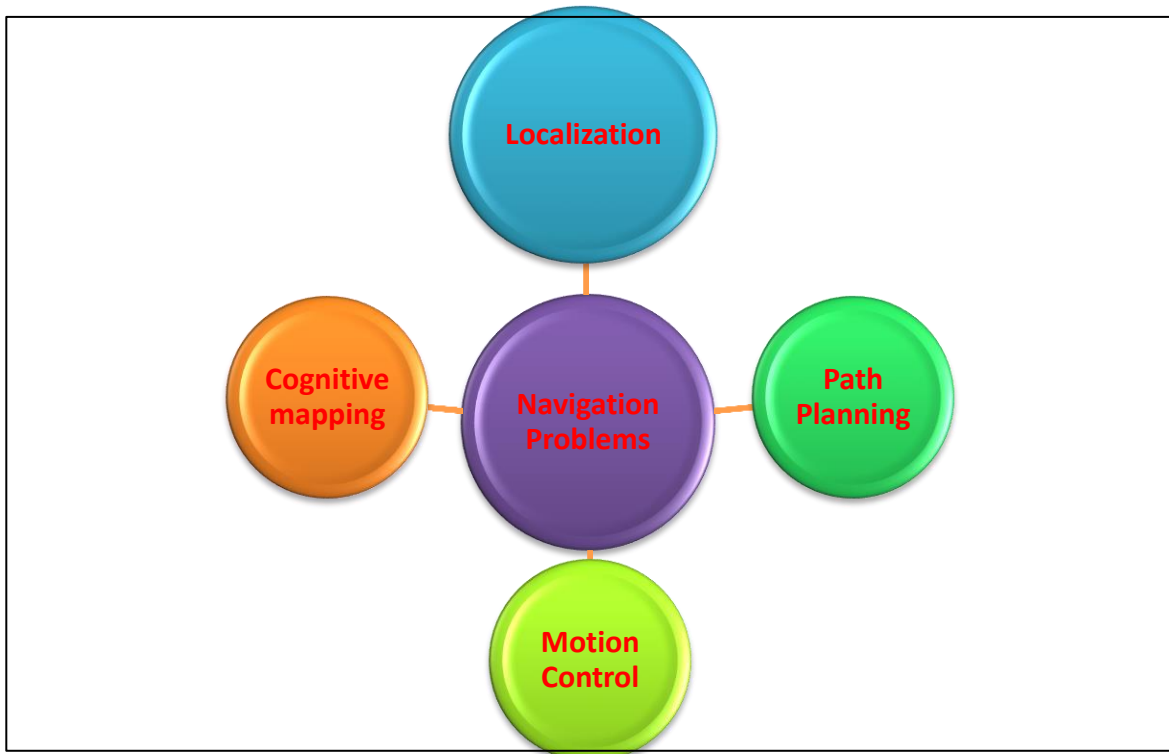 Localization
Cognitive
mapping
Navigation
Problems
Path
Planning
Motion
Control